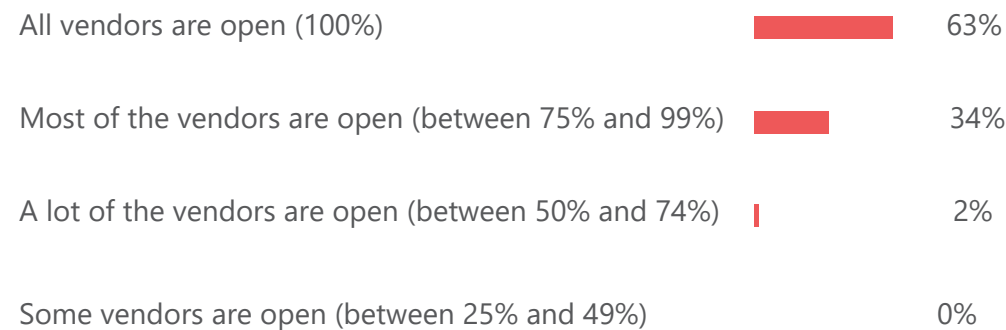 All vendors are open (100%) 63%
Most of the vendors are open (between 75% and 99%) 34%
A lot of the vendors are open (between 50% and 74%) 2%
Some vendors are open (between 25% and 49%) 0%